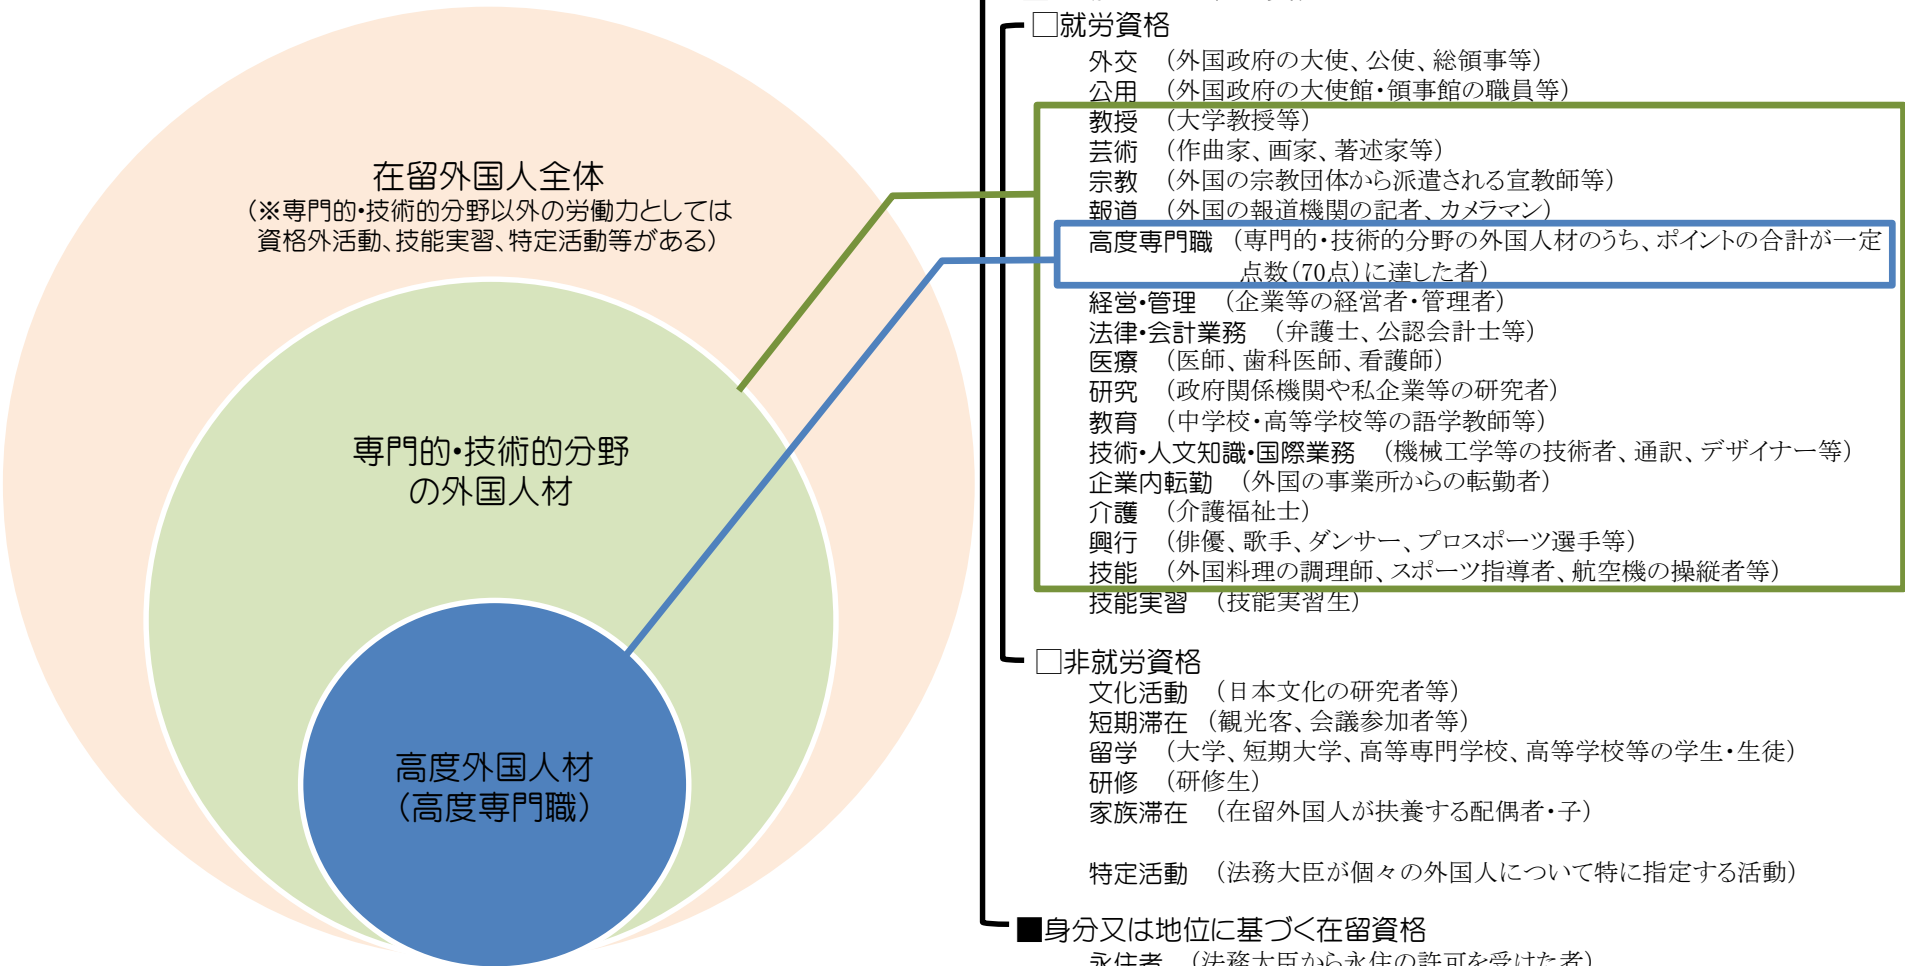 在留外国人全体
(※専門的・技術的分野以外の労働力としては
資格外活動、技能実習、特定活動等がある)
専門的・技術的分野
の外国人材
高度外国人材
(高度専門職)
□就労資格
外交 (外国政府の大使、公使、総領事等)
公用 (外国政府の大使館・領事館の職員等)
教授 (大学教授等)
芸術 (作曲家、画家、著述家等)
宗教 (外国の宗教団体から派遣される宣教師等)
報道 (外国の報道機関の記者、カメラマン)
高度専門職 (専門的・技術的分野の外国人材のうち、ポイントの合計が一定
点数(70点)に達した者)
経営・管理 (企業等の経営者・管理者)
法律・会計業務 (弁護士、公認会計士等)
医療 (医師、歯科医師、看護師)
研究 (政府関係機関や私企業等の研究者)
教育 (中学校・高等学校等の語学教師等)
技術・人文知識・国際業務 (機械工学等の技術者、通訳、デザイナー等)
企業内転勤 (外国の事業所からの転勤者)
介護 (介護福祉士)
興行 (俳優、歌手、ダンサー、プロスポーツ選手等)
技能 (外国料理の調理師、スポーツ指導者、航空機の操縦者等)
技能実習 (技能実習生)
□非就労資格
文化活動 (日本文化の研究者等)
短期滞在 (観光客、会議参加者等)
留学 (大学、短期大学、高等専門学校、高等学校等の学生・生徒)
研修 (研修生)
家族滞在 (在留外国人が扶養する配偶者・子)
特定活動 (法務大臣が個々の外国人について特に指定する活動)
■身分又は地位に基づく在留資格
永住者 (法務大臣から永住の許可を受けた者)